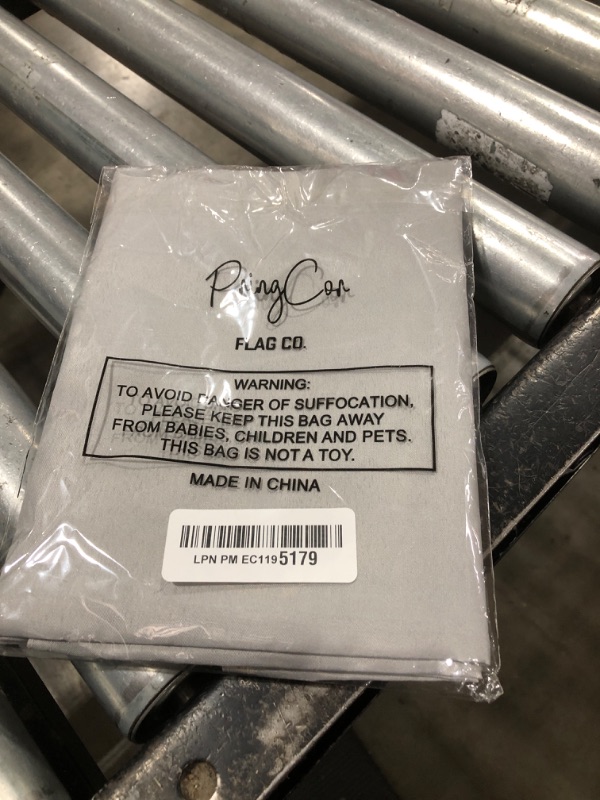 FLAG CO.
WARNING:
TO AVOID DANGER OF SUFFOCATION,
PLEASE KEEP THIS BAG AWAY
FROM BABIES, CHILDREN AND PETS.
THIS BAG IS NOT A TOY.
MADE IN CHINA
LPN PM EC1195179